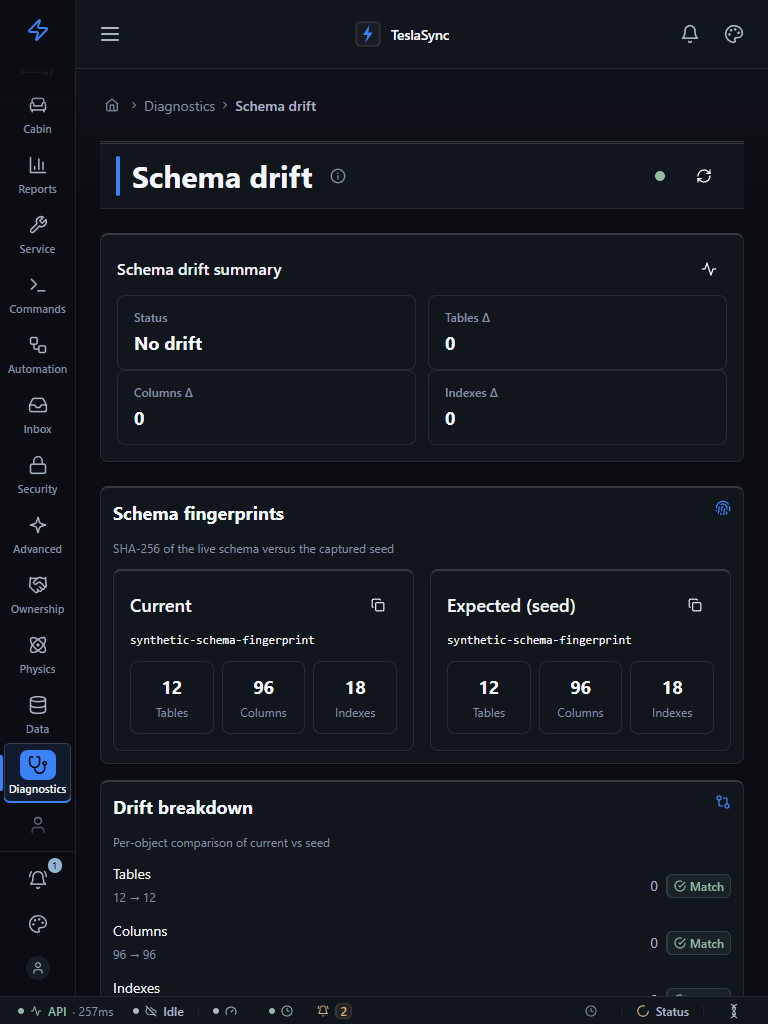 TeslaSync
Energy
Cabin
Reports
Service
Commands
Automation
Inbox
Security
Advanced
Ownership
Physics
Data
Diagnostics
1
Diagnostics
Schema drift
Schema drift
Schema drift summary
Status
No drift
Tables Δ
0
Columns Δ
0
Indexes Δ
0
Schema fingerprints
SHA-256 of the live schema versus the captured seed
Current
synthetic-schema-fingerprint
12
Tables
96
Columns
18
Indexes
Expected (seed)
synthetic-schema-fingerprint
12
Tables
96
Columns
18
Indexes
Drift breakdown
Per-object comparison of current vs seed
Tables
12 → 12
0 Match
Columns
96 → 96
0 Match
Indexes
API · 257ms
Idle
2
Status